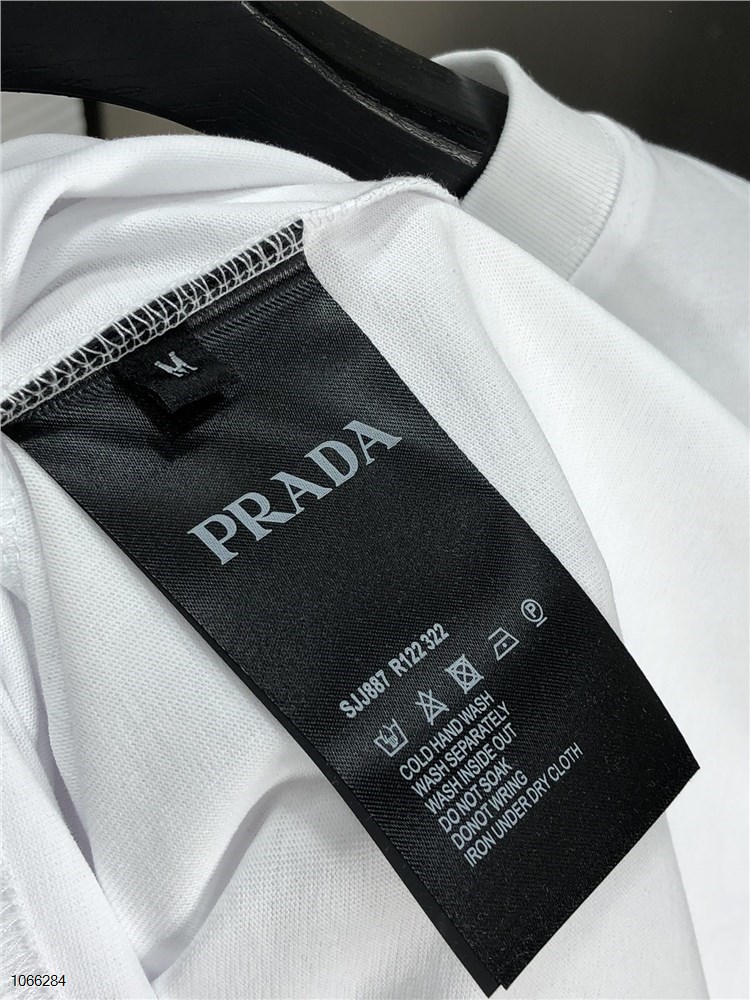 M
PRADA
SJJ887 R122 322
P
COLD HAND WASH
WASH SEPARATELY
WASH INSIDE OUT
DO NOT SOAK
DONOT WRING
IRON UNDER DRY CLOTH
1066284